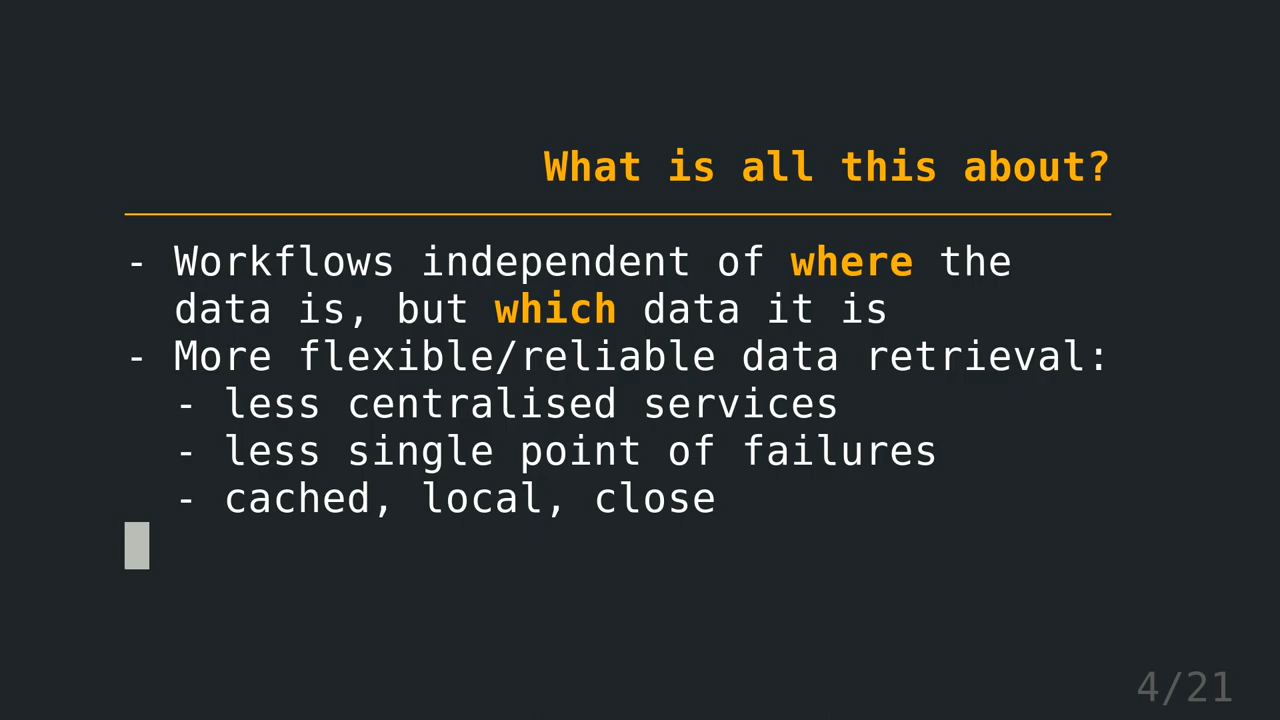 What is all this about?
- Workflows independent of where the
data is, but which data it is
- More flexible/reliable data retrieval:
- less centralised services
- less single point of failures
- cached, local, close
4/21